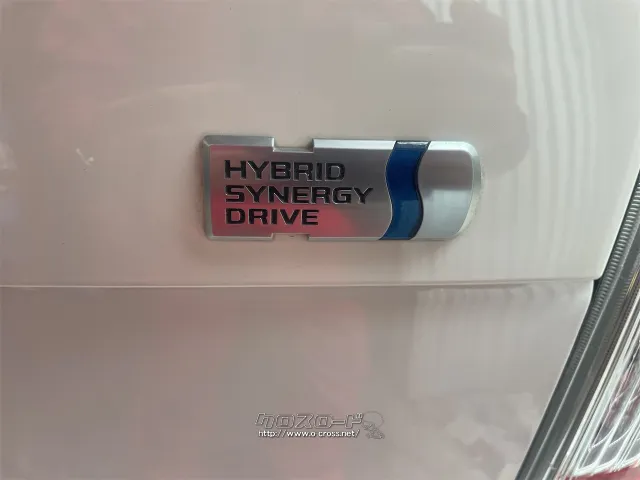 HYBRID
SYNERGY
DRIVE
クロスロード
http://www.o-cross.net/